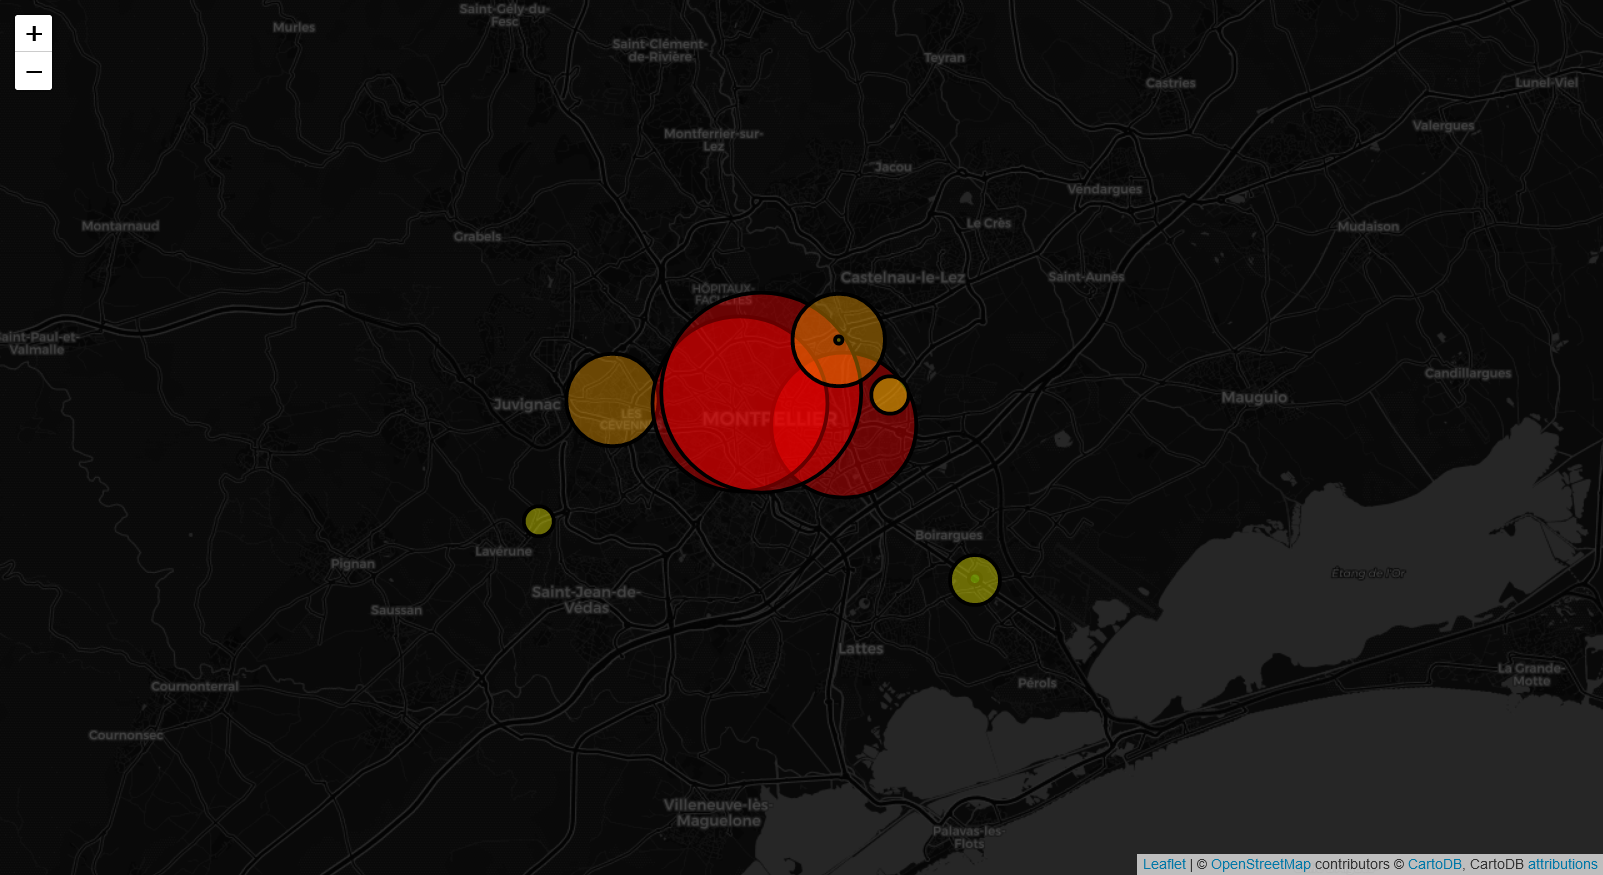 +
−
Saint-Gély-du-
Fesc
Murles
Saint-Clément-
de-Rivière
Teyran
Castries
Lunel-Viel
Montferrier-sur-
Lez
Valergues
Jacou
Vendargues
Montarnaud
Grabels
Le Crès
Mudaison
Castelnau-le-Lez
Saint-Aunès
HÔPITAUX-
FACULTÉS
Saint-Paul-et-
Valmalle
Candillargues
Juvignac
Mauguio
LES
CÉVENNES
MONTPELLIER
Boirargues
Lavérune
Pignan
Étang de l'Or
Saint-Jean-de-
Védas
Saussan
Lattes
Cournonterral
Pérols
La Grande-
Motte
Cournonsec
Villeneuve-lès-
Maguelone
Palavas-les-
Flots
Leaflet | © OpenStreetMap contributors © CartoDB, CartoDB attributions